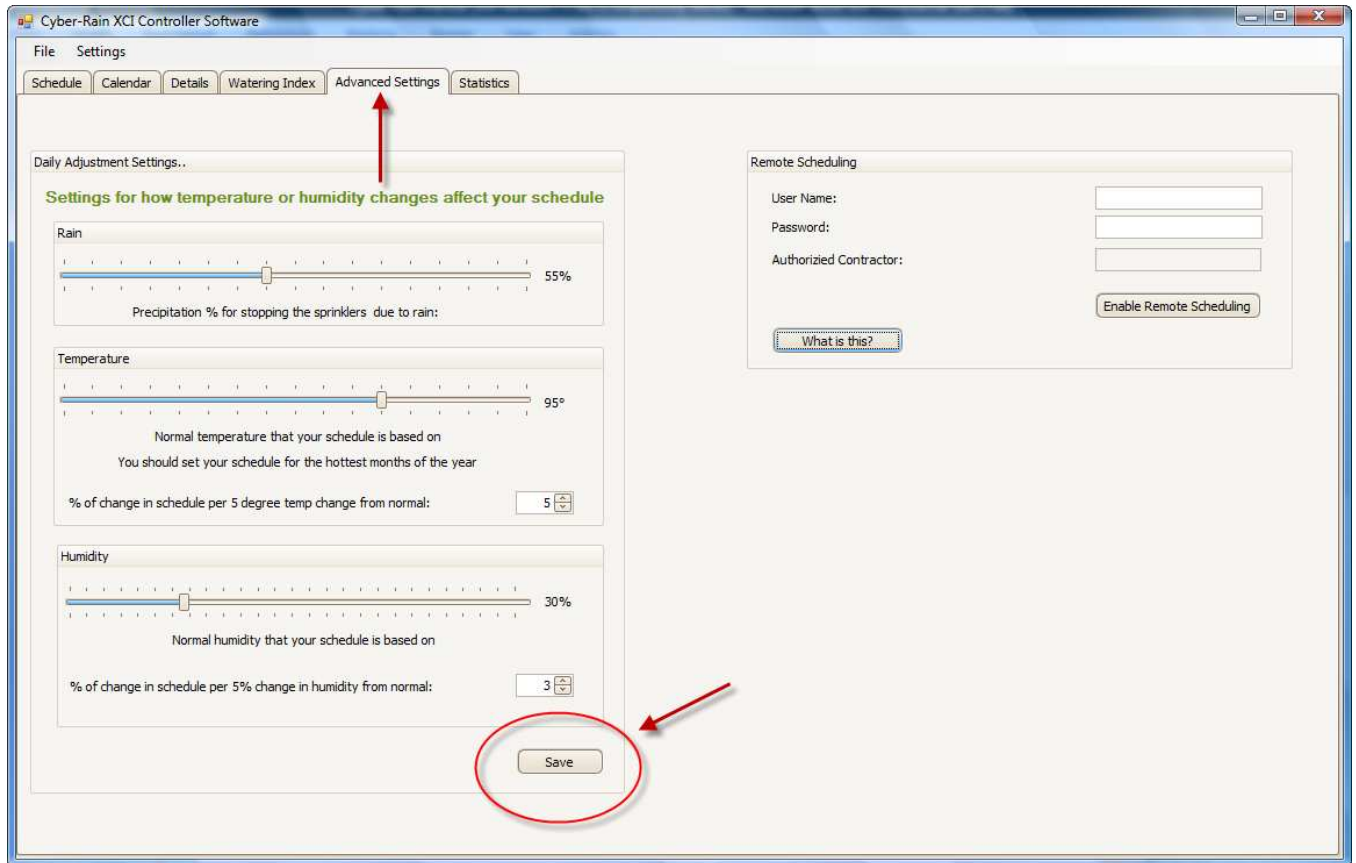 Cyber-Rain XCI Controller Software
File Settings
Schedule Calendar Details Watering Index Advanced Settings Statistics
Daily Adjustment Settings..
Settings for how temperature or humidity changes affect your schedule
Rain
55%
Precipitation % for stopping the sprinklers due to rain:
Temperature
95°
Normal temperature that your schedule is based on
You should set your schedule for the hottest months of the year
% of change in schedule per 5 degree temp change from normal: 5
Humidity
30%
Normal humidity that your schedule is based on
% of change in schedule per 5% change in humidity from normal: 3
Save
Remote Scheduling
User Name:
Password:
Authorizied Contractor:
Enable Remote Scheduling
What is this?